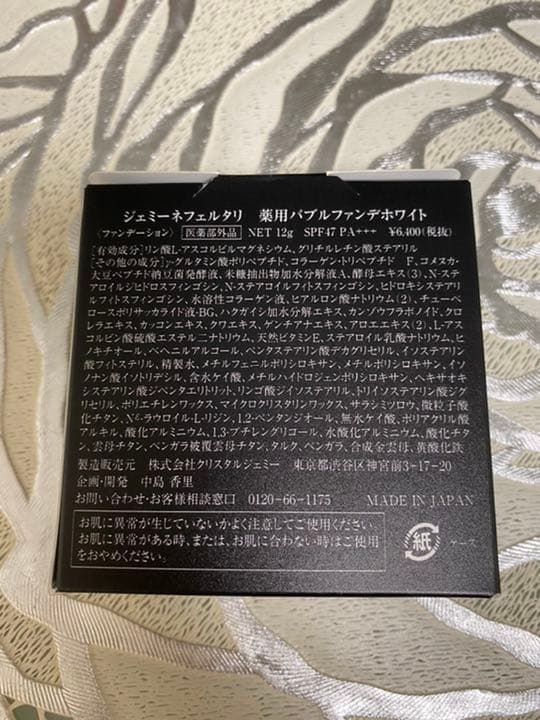 ジェミーネフェルタリ 薬用バブルファンデホワイト
〈ファンデーション〉 医薬部外品 NET 12g SPF47 PA+++ ¥6,400(税抜)
[有効成分]リン酸L-アスコルビルマグネシウム、グリチルレチン酸ステアリル
[その他の成分]γ-グルタミン酸ポリペプチド、コラーゲン・トリペプチド F、コメヌカ・
大豆ペプチド納豆菌発酵液、米糠抽出物加水分解液A、酵母エキス(3)、N-ステ
アロイルジヒドロスフィンゴシン、N-ステアロイルフィトスフィンゴシン、ヒドロキシステアリ
ルフィトスフィンゴシン、水溶性コラーゲン液、ヒアルロン酸ナトリウム(2)、チューベ
ローズポリサッカライド液・BG、ハクガイシ加水分解エキス、カンゾウフラボノイド、クロ
レラエキス、カッコンエキス、クワエキス、ゲンチアナエキス、アロエエキス(2)、L-アス
コルビン酸硫酸エステル二ナトリウム、天然ビタミンE、ステアロイル乳酸ナトリウム、ヒ
ノキチオール、ベヘニルアルコール、ペンタステアリン酸デカグリセリル、イソステアリン
酸フィトステリル、精製水、メチルフェニルポリシロキサン、メチルポリシロキサン、イソ
ノナン酸イソトリデシル、含水ケイ酸、メチルハイドロジェンポリシロキサン、ヘキサオキ
システアリン酸ジペンタエリトリット、リンゴ酸ジイソステアリル、トリイソステアリン酸ジグ
リセリル、ポリエチレンワックス、マイクロクリスタリンワックス、サラシミツロウ、微粒子酸
化チタン、Nε-ラウロイル-L-リジン、1,2-ペンタンジオール、無水ケイ酸、ポリアクリル酸
アルキル、酸化アルミニウム、1,3-ブチレングリコール、水酸化アルミニウム、酸化チタ
ン、雲母チタン、ベンガラ被覆雲母チタン、タルク、ベンガラ、合成金雲母、黄酸化鉄
製造販売元 株式会社クリスタルジェミー 東京都渋谷区神宮前3-17-20
企画・開発 中島 香里
お問い合わせ・お客様相談窓口 0120-66-1175 MADE IN JAPAN
お肌に異常が生じていないかよく注意してご使用ください。
お肌に異常がある時、または、お肌に合わない時はご使用
をおやめください。
紙
ケース